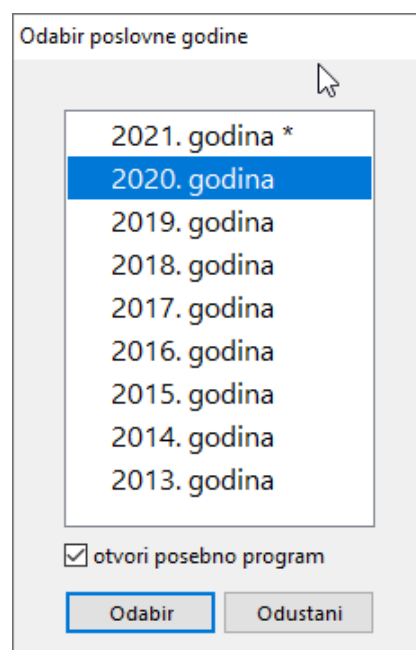 Odabir poslovne godine
2021. godina *
2020. godina
2019. godina
2018. godina
2017. godina
2016. godina
2015. godina
2014. godina
2013. godina
otvori posebno program
Odabir Odustani